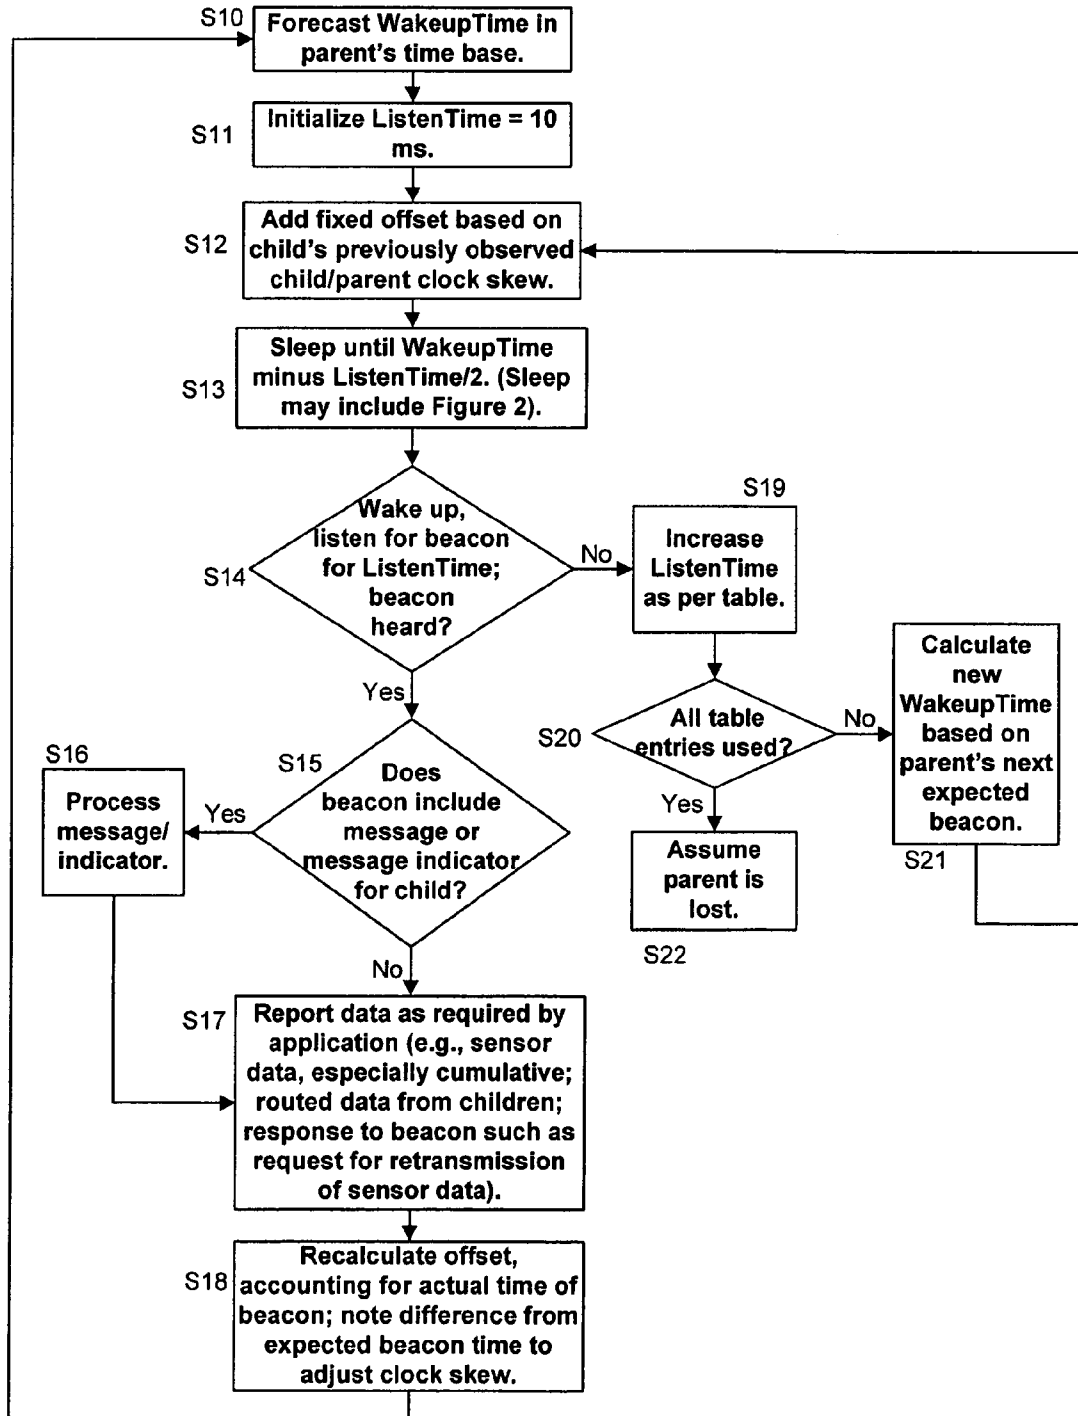 S10
Forecast WakeupTime in
parent's time base.
S11
Initialize ListenTime = 10
ms.
S12
Add fixed offset based on
child's previously observed
child/parent clock skew.
S13
Sleep until WakeupTime
minus ListenTime/2. (Sleep
may include Figure 2).
S14
Wake up,
listen for beacon
for ListenTime;
beacon
heard?
No
S19
Increase
ListenTime
as per table.
Yes
S20
All table
entries used?
No
Calculate
new
WakeupTime
based on
parent's next
expected
beacon.
S21
Yes
Assume
parent is
lost.
S22
S15
Does
beacon include
message or
message indicator
for child?
Yes
S16
Process
message/
indicator.
No
S17
Report data as required by
application (e.g., sensor
data, especially cumulative;
routed data from children;
response to beacon such as
request for retransmission
of sensor data).
S18
Recalculate offset,
accounting for actual time of
beacon; note difference from
expected beacon time to
adjust clock skew.